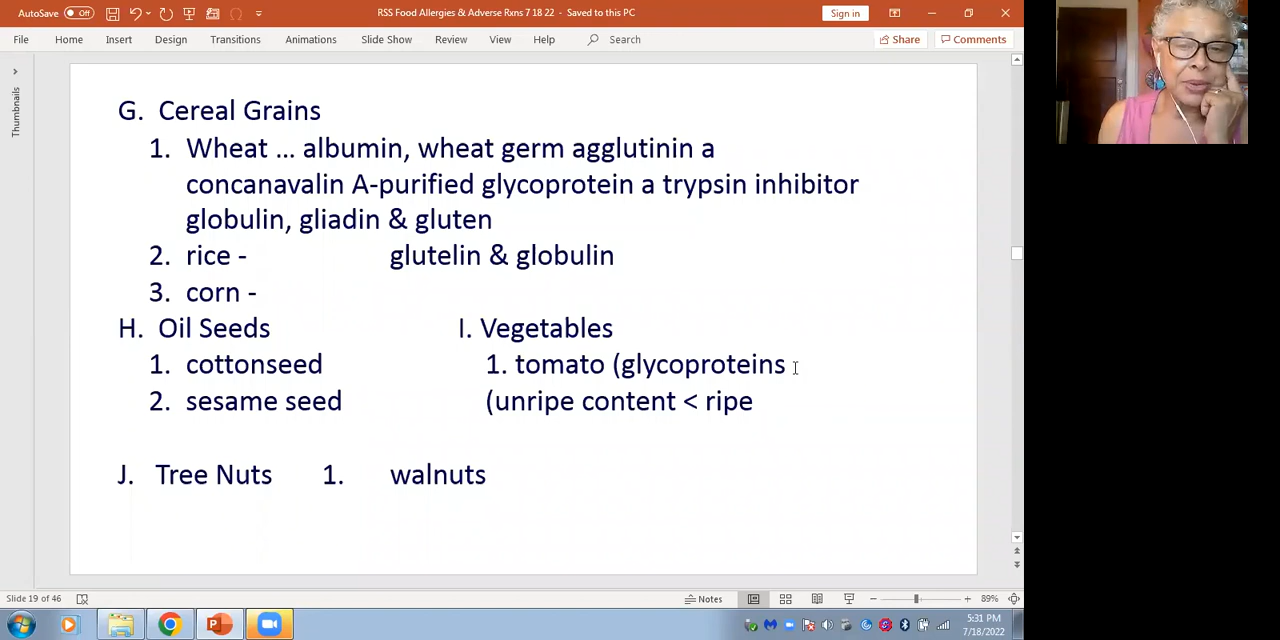 AutoSave Off RSS Food Allergies & Adverse Rxns 7 18 22 - Saved to this PC Sign in
File Home Insert Design Transitions Animations Slide Show Review View Help Search Share Comments
Thumbnails
G. Cereal Grains
1. Wheat ... albumin, wheat germ agglutinin a
concanavalin A-purified glycoprotein a trypsin inhibitor
globulin, gliadin & gluten
2. rice - glutelin & globulin
3. corn -
H. Oil Seeds I. Vegetables
1. cottonseed 1. tomato (glycoproteins
2. sesame seed (unripe content < ripe
J. Tree Nuts 1. walnuts
Slide 19 of 46 Notes 89%
5:31 PM
7/18/2022